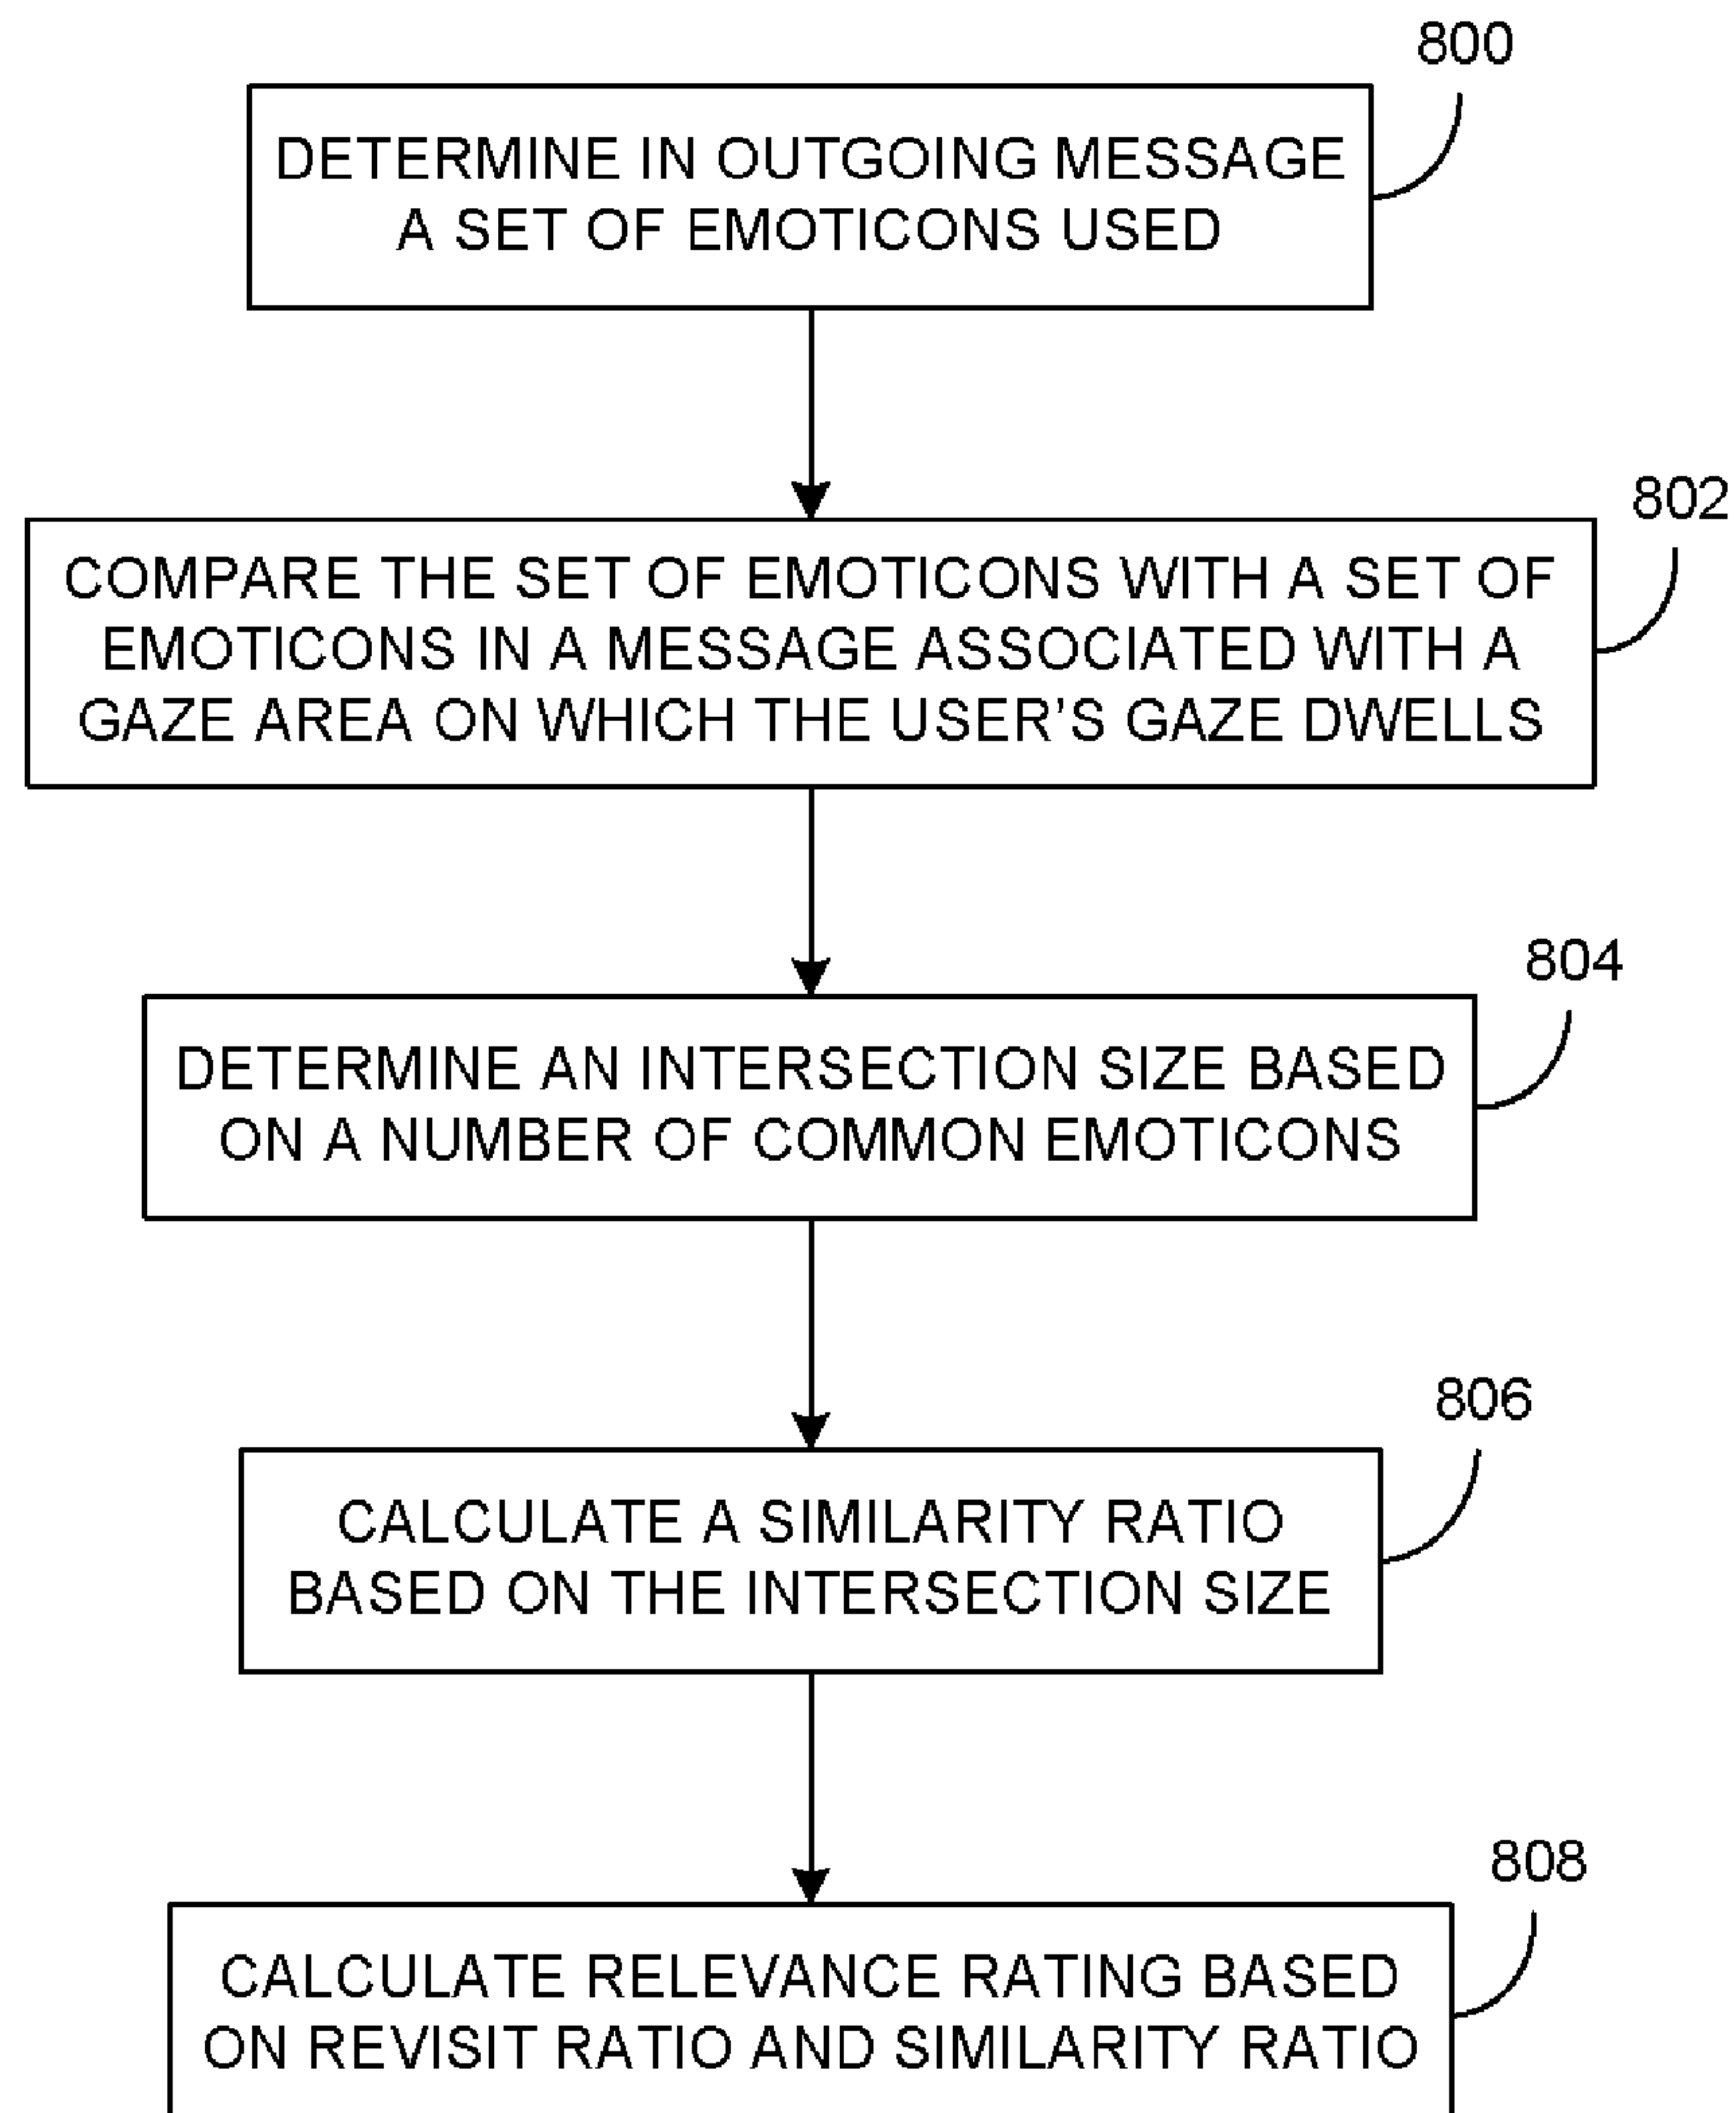 800
DETERMINE IN OUTGOING MESSAGE
A SET OF EMOTICONS USED
802
COMPARE THE SET OF EMOTICONS WITH A SET OF
EMOTICONS IN A MESSAGE ASSOCIATED WITH A
GAZE AREA ON WHICH THE USER'S GAZE DWELLS
804
DETERMINE AN INTERSECTION SIZE BASED
ON A NUMBER OF COMMON EMOTICONS
806
CALCULATE A SIMILARITY RATIO
BASED ON THE INTERSECTION SIZE
808
CALCULATE RELEVANCE RATING BASED
ON REVISIT RATIO AND SIMILARITY RATIO